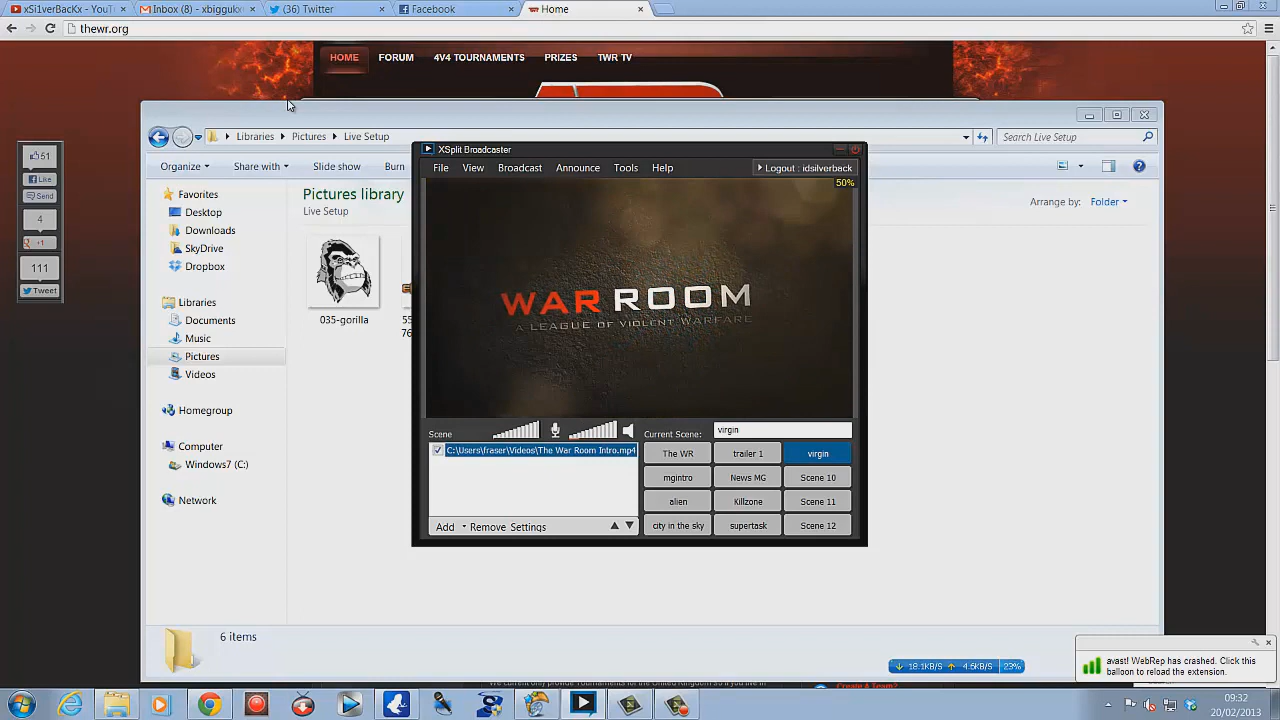 xSi1verBacKx - YouT
Inbox (8) - xbigguk
(36) Twitter
Facebook
Home
thewr.org
HOME
FORUM
4V4 TOURNAMENTS
PRIZES
TWR TV
Libraries
Pictures
Live Setup
Search Live Setup
Organize
Share with
Slide show
Burn
51
Like
Send
4
+1
111
Tweet
Favorites
Desktop
Downloads
SkyDrive
Dropbox
Libraries
Documents
Music
Pictures
Videos
Homegroup
Computer
Windows7 (C:)
Network
Pictures library
Live Setup
Arrange by:
Folder
035-gorilla
55
76
XSplit Broadcaster
File
View
Broadcast
Announce
Tools
Help
Logout : idsilverback
50%
WAR ROOM
A LEAGUE OF VIOLENT WARFARE
Scene
Current Scene:
virgin
C:\Users\fraser\Videos\The War Room Intro.mp4
The WR
trailer 1
virgin
mgintro
News MG
Scene 10
alien
Killzone
Scene 11
city in the sky
supertask
Scene 12
Add
Remove
Settings
6 items
18.1KB/S
4.6KB/S
23%
avast! WebRep has crashed. Click this
balloon to reload the extension.
Create A Team?
09:32
20/02/2013